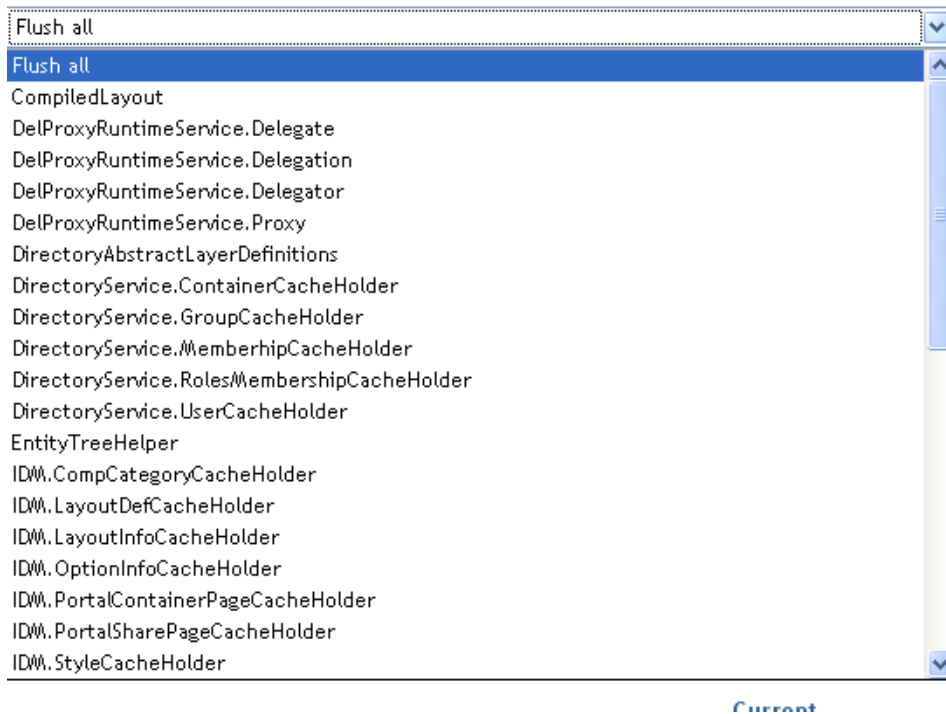 Flush all
Flush all
CompiledLayout
DelProxyRuntimeService.Delegate
DelProxyRuntimeService.Delegation
DelProxyRuntimeService.Delegator
DelProxyRuntimeService.Proxy
DirectoryAbstractLayerDefinitions
DirectoryService.ContainerCacheHolder
DirectoryService.GroupCacheHolder
DirectoryService.MemberhipCacheHolder
DirectoryService.RolesMembershipCacheHolder
DirectoryService.UserCacheHolder
EntityTreeHelper
IDM.CompCategoryCacheHolder
IDM.LayoutDefCacheHolder
IDM.LayoutInfoCacheHolder
IDM.OptionInfoCacheHolder
IDM.PortalContainerPageCacheHolder
IDM.PortalSharePageCacheHolder
IDM.StyleCacheHolder
Current